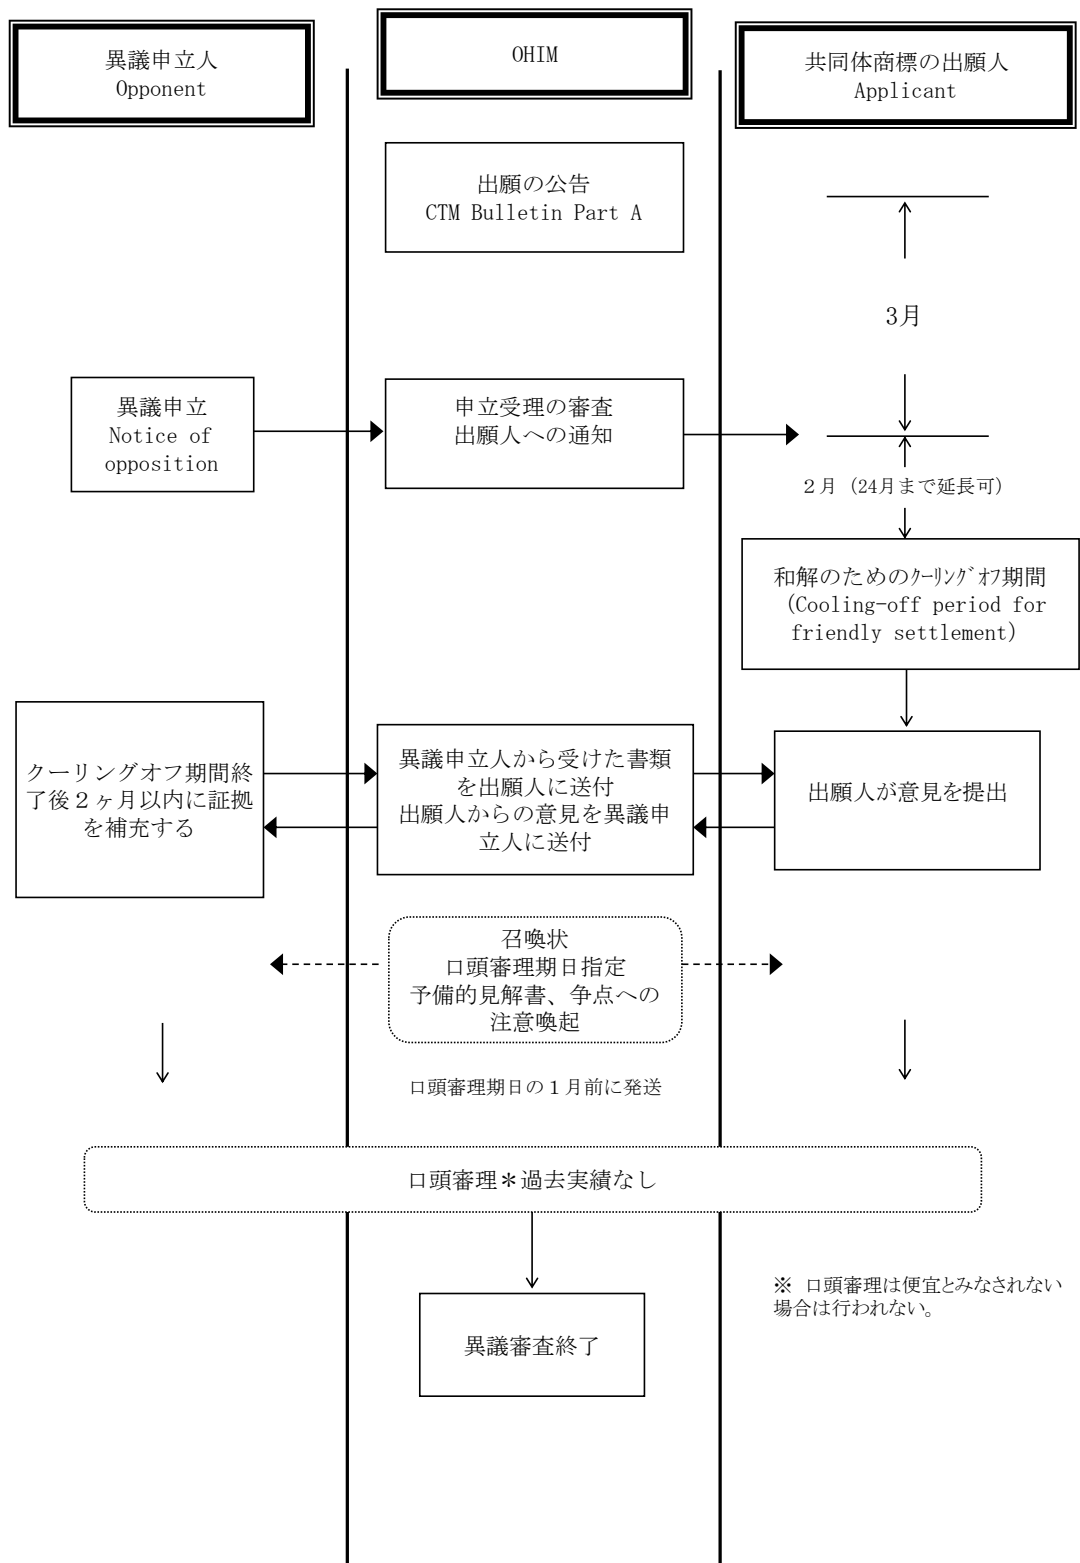 異議申立人
Opponent
OHIM
共同体商標の出願人
Applicant
出願の公告
CTM Bulletin Part A
3月
異議申立
Notice of
opposition
申立受理の審査
出願人への通知
２月（24月まで延長可）
和解のためのｸｰﾘﾝｸﾞｵﾌ期間
（Cooling-off period for
friendly settlement）
クーリングオフ期間終
了後２ヶ月以内に証拠
を補充する
異議申立人から受けた書類
を出願人に送付
出願人からの意見を異議申
立人に送付
出願人が意見を提出
召喚状
口頭審理期日指定
予備的見解書、争点への
注意喚起
口頭審理期日の１月前に発送
口頭審理＊過去実績なし
※ 口頭審理は便宜とみなされない
場合は行われない。
異議審査終了